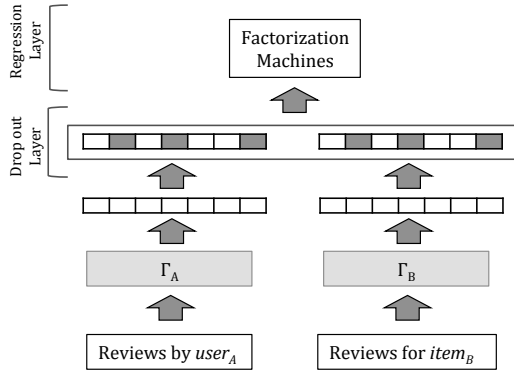 Regression
Layer
Factorization
Machines
Drop out
Layer
Γ_A
Γ_B
Reviews by user_A
Reviews for item_B